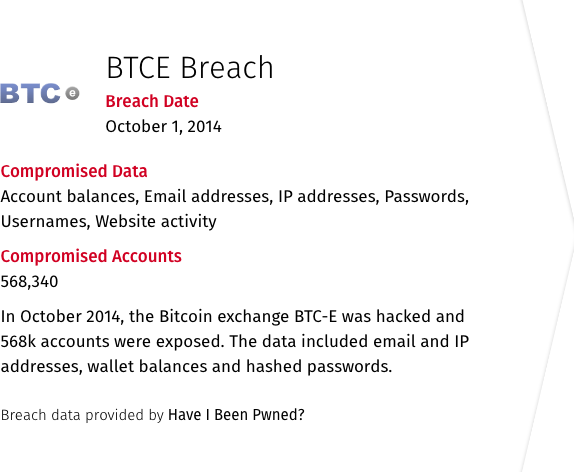 BTCE Breach
BTC e
Breach Date
October 1, 2014
Compromised Data
Account balances, Email addresses, IP addresses, Passwords,
Usernames, Website activity
Compromised Accounts
568,340
In October 2014, the Bitcoin exchange BTC-E was hacked and
568k accounts were exposed. The data included email and IP
addresses, wallet balances and hashed passwords.
Breach data provided by Have I Been Pwned?